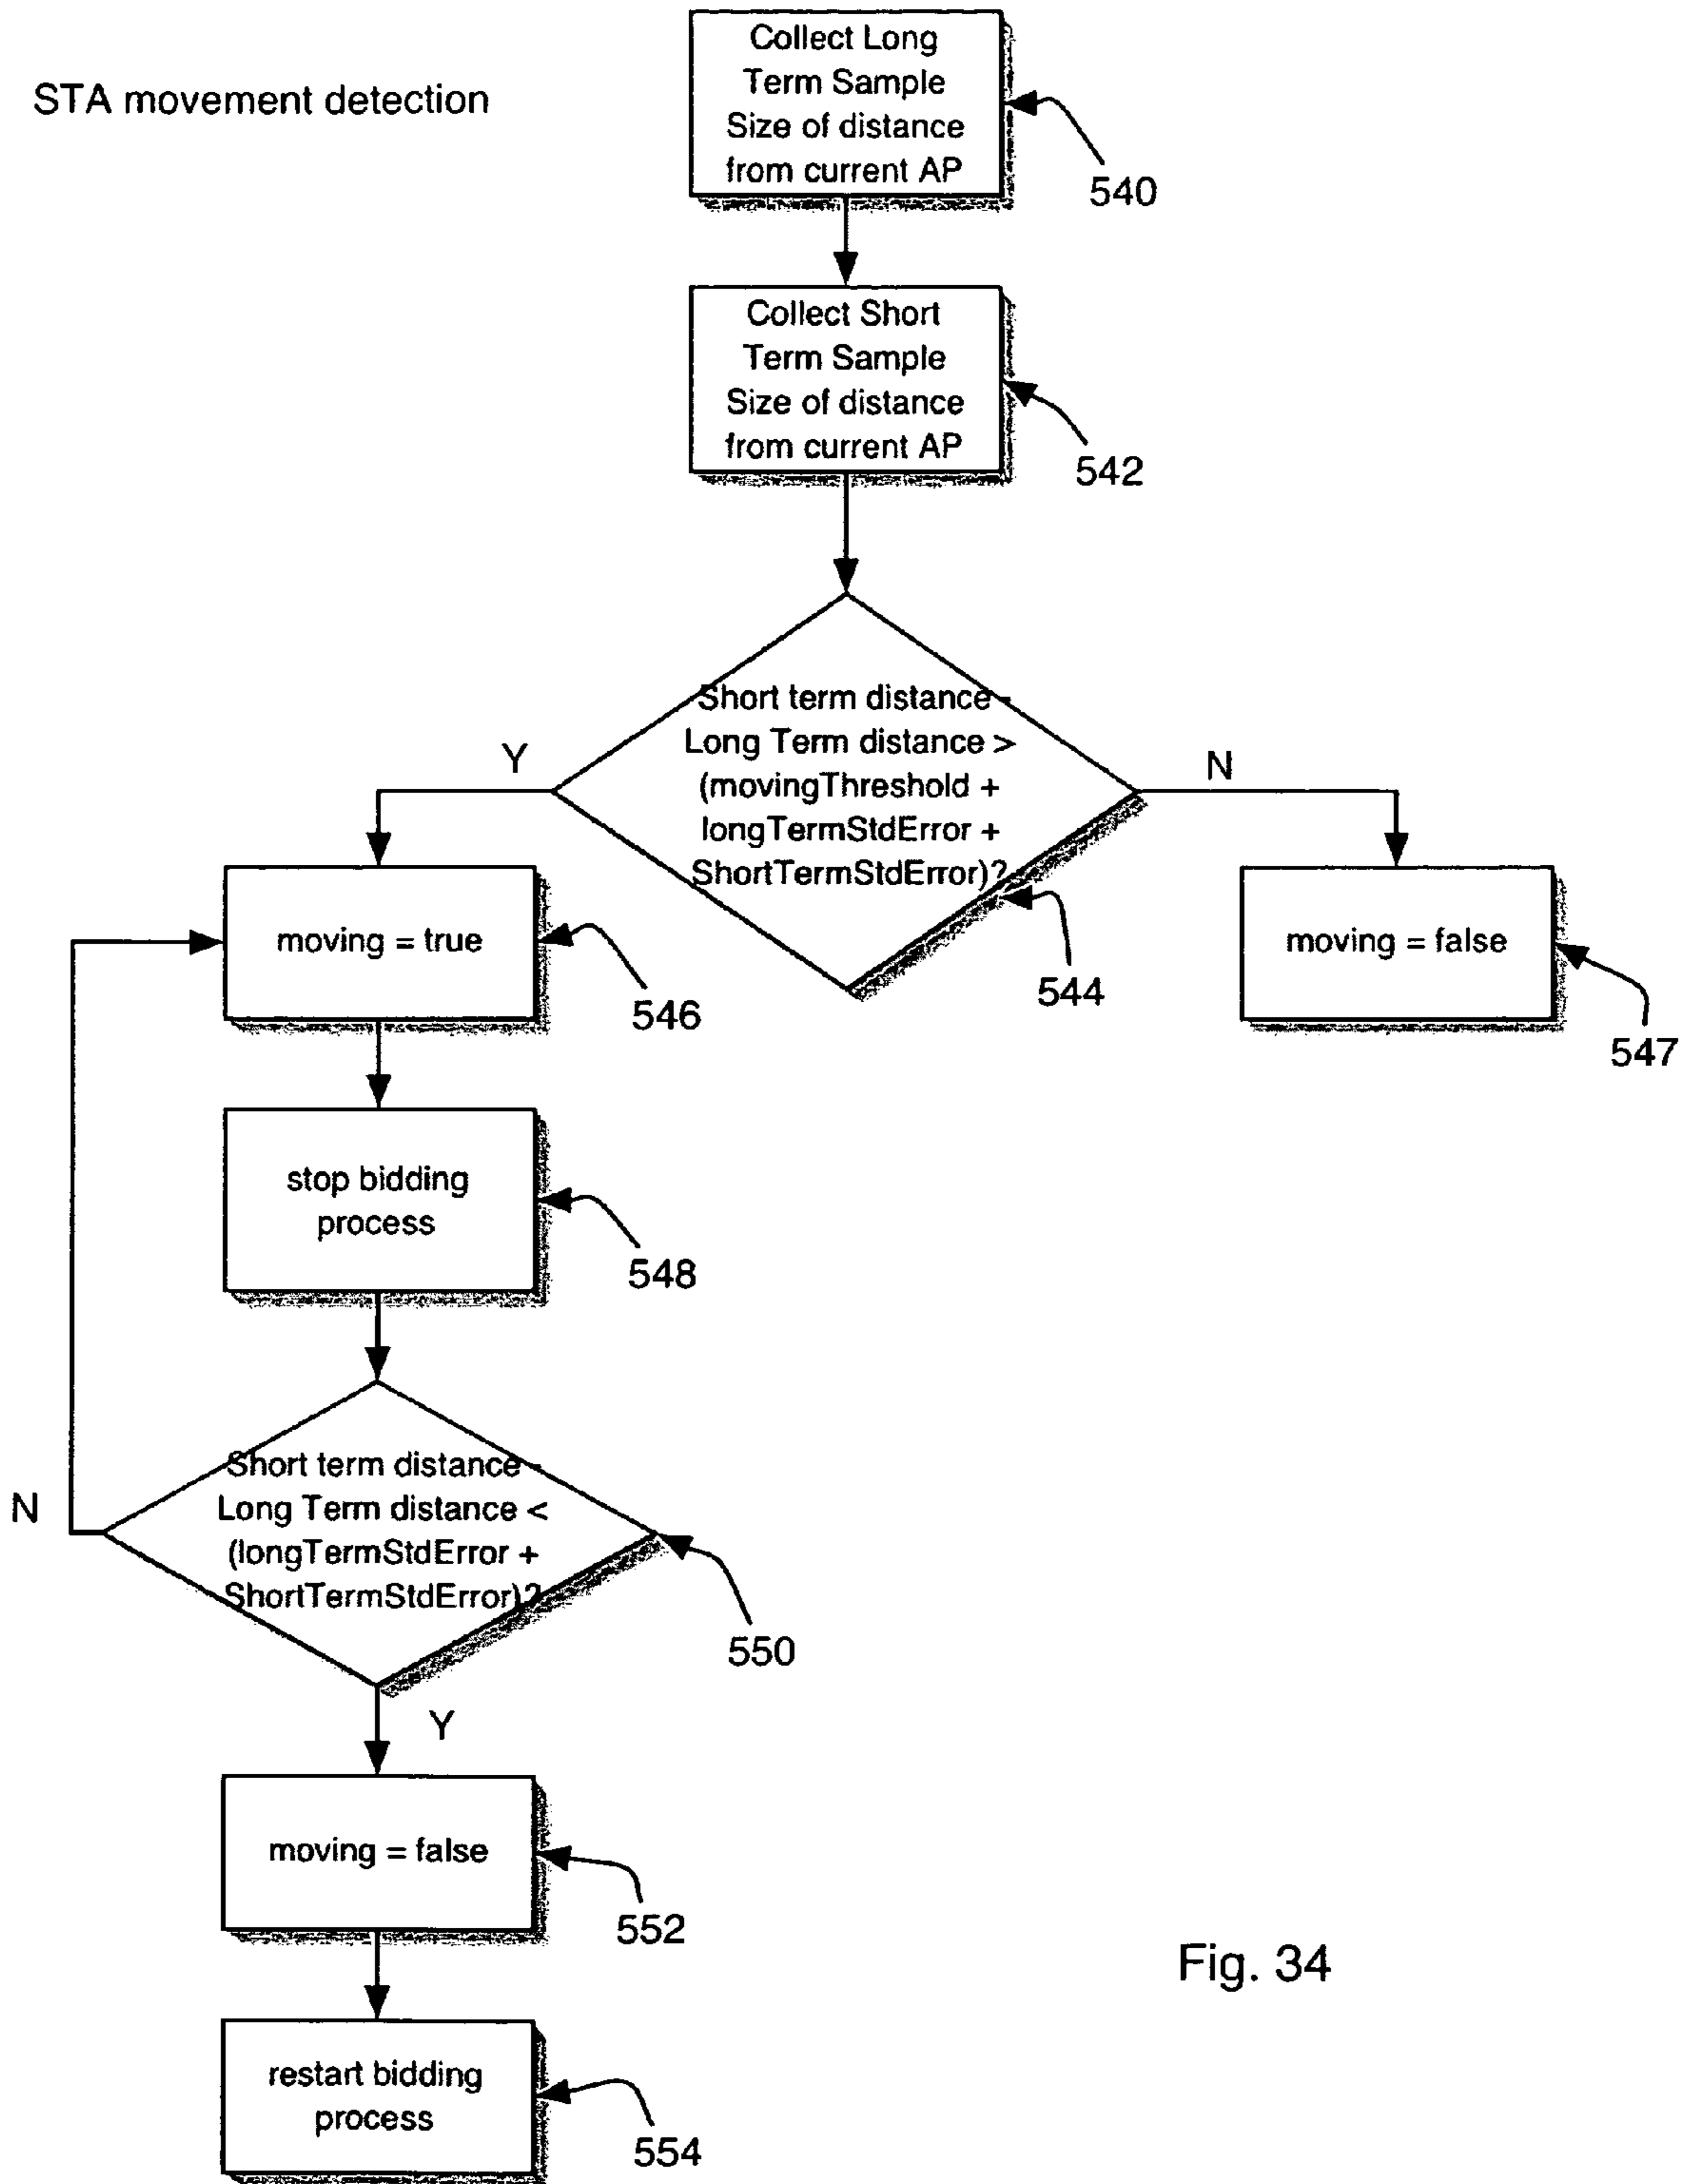 STA movement detection
Collect Long
Term Sample
Size of distance
from current AP
540
Collect Short
Term Sample
Size of distance
from current AP
542
Short term distance -
Long Term distance >
(movingThreshold +
longTermStdError +
ShortTermStdError)?
544
Y
N
moving = true
546
moving = false
547
stop bidding
process
548
Short term distance -
Long Term distance <
(longTermStdError +
ShortTermStdError)?
550
N
Y
moving = false
552
restart bidding
process
554
Fig. 34